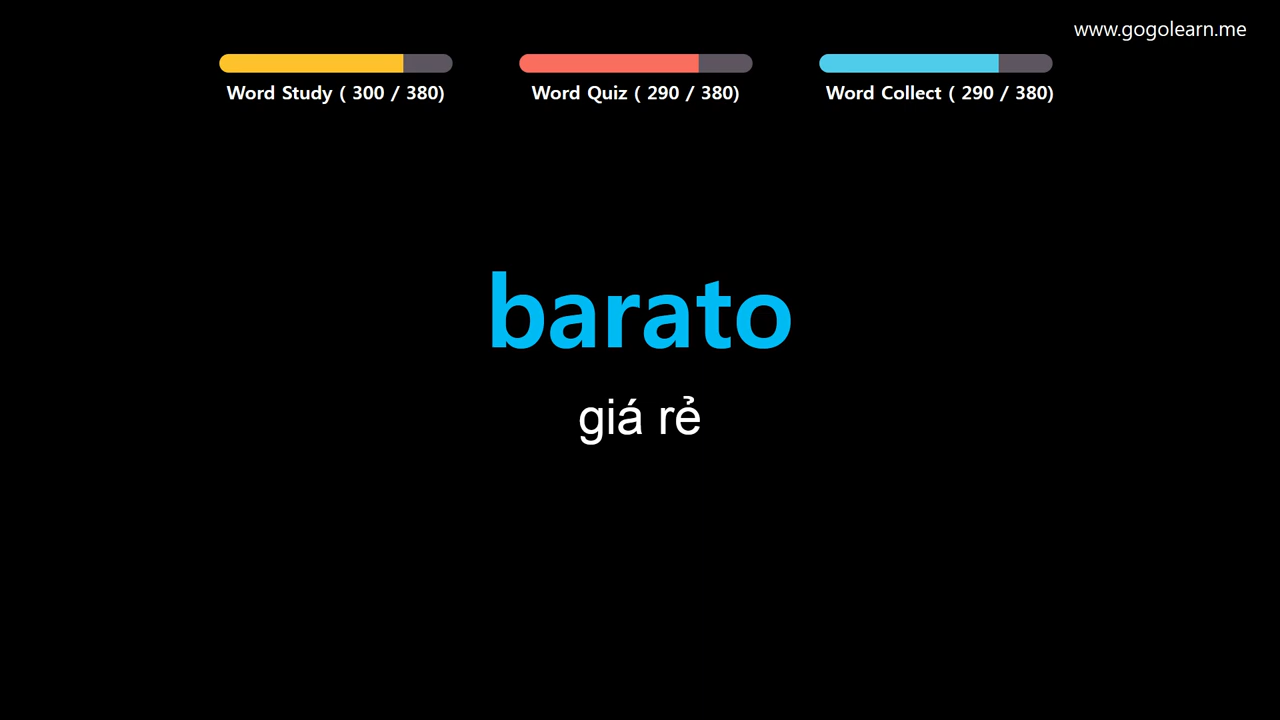 www.gogolearn.me
Word Study ( 300 / 380)
Word Quiz ( 290 / 380)
Word Collect ( 290 / 380)
barato
giá rẻ